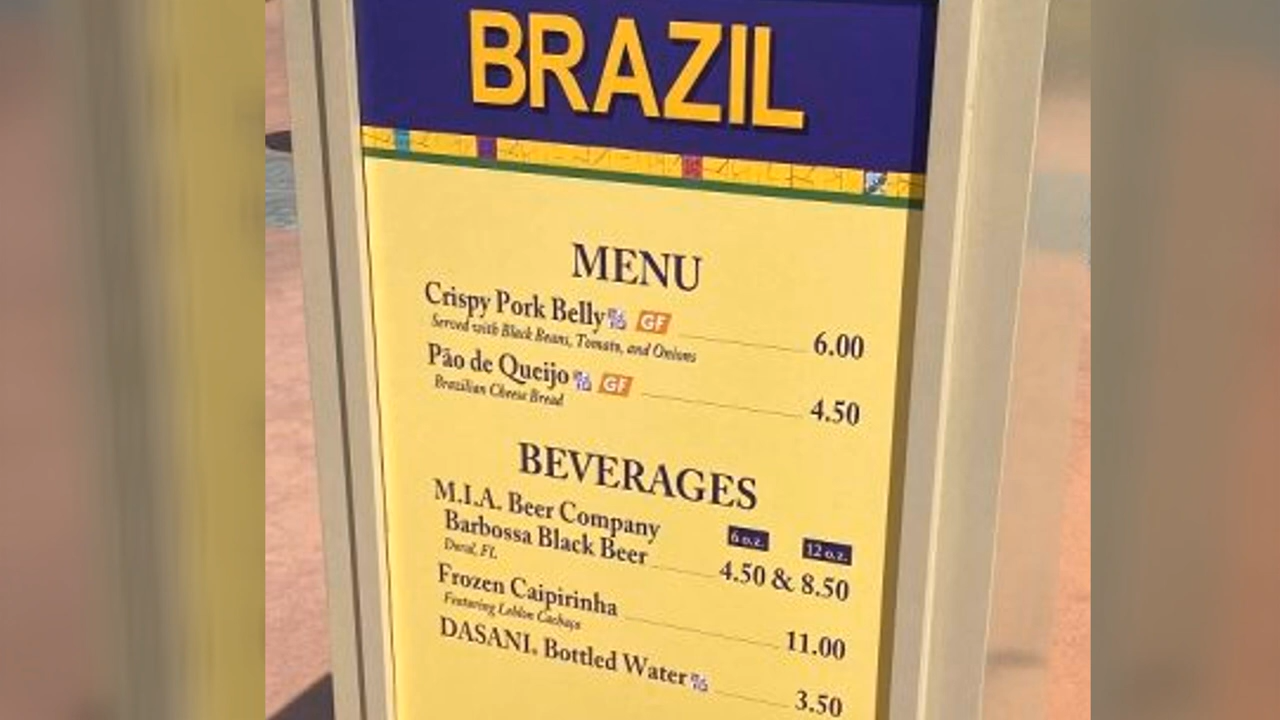 BRAZIL
MENU
Crispy Pork Belly GF 6.00
Served with Black Beans, Tomato, and Onions
Pão de Queijo GF 4.50
Brazilian Cheese Bread
BEVERAGES
M.I.A. Beer Company 6 o.z. 12 o.z.
Barbossa Black Beer 4.50 & 8.50
Doral, FL
Frozen Caipirinha 11.00
Featuring Leblon Cachaça
DASANI® Bottled Water 3.50